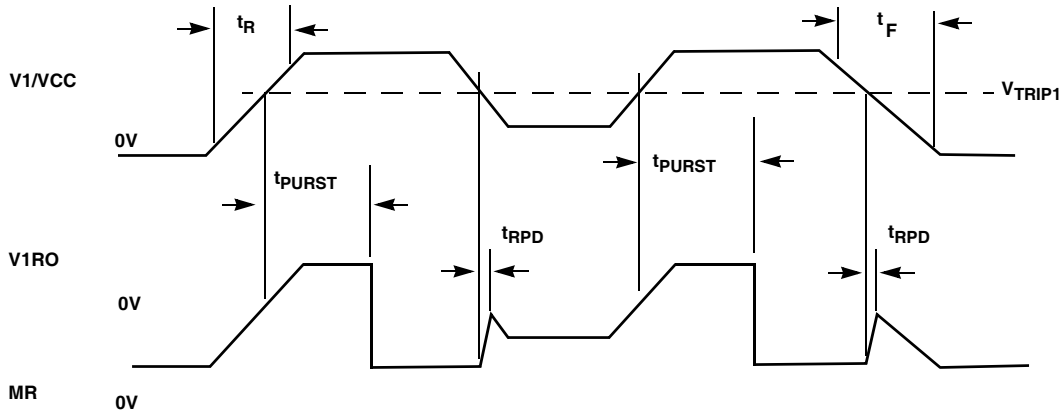 tR
tF
V1/VCC
VTRIP1
0V
tPURST
tPURST
V1RO
tRPD
tRPD
0V
MR
0V